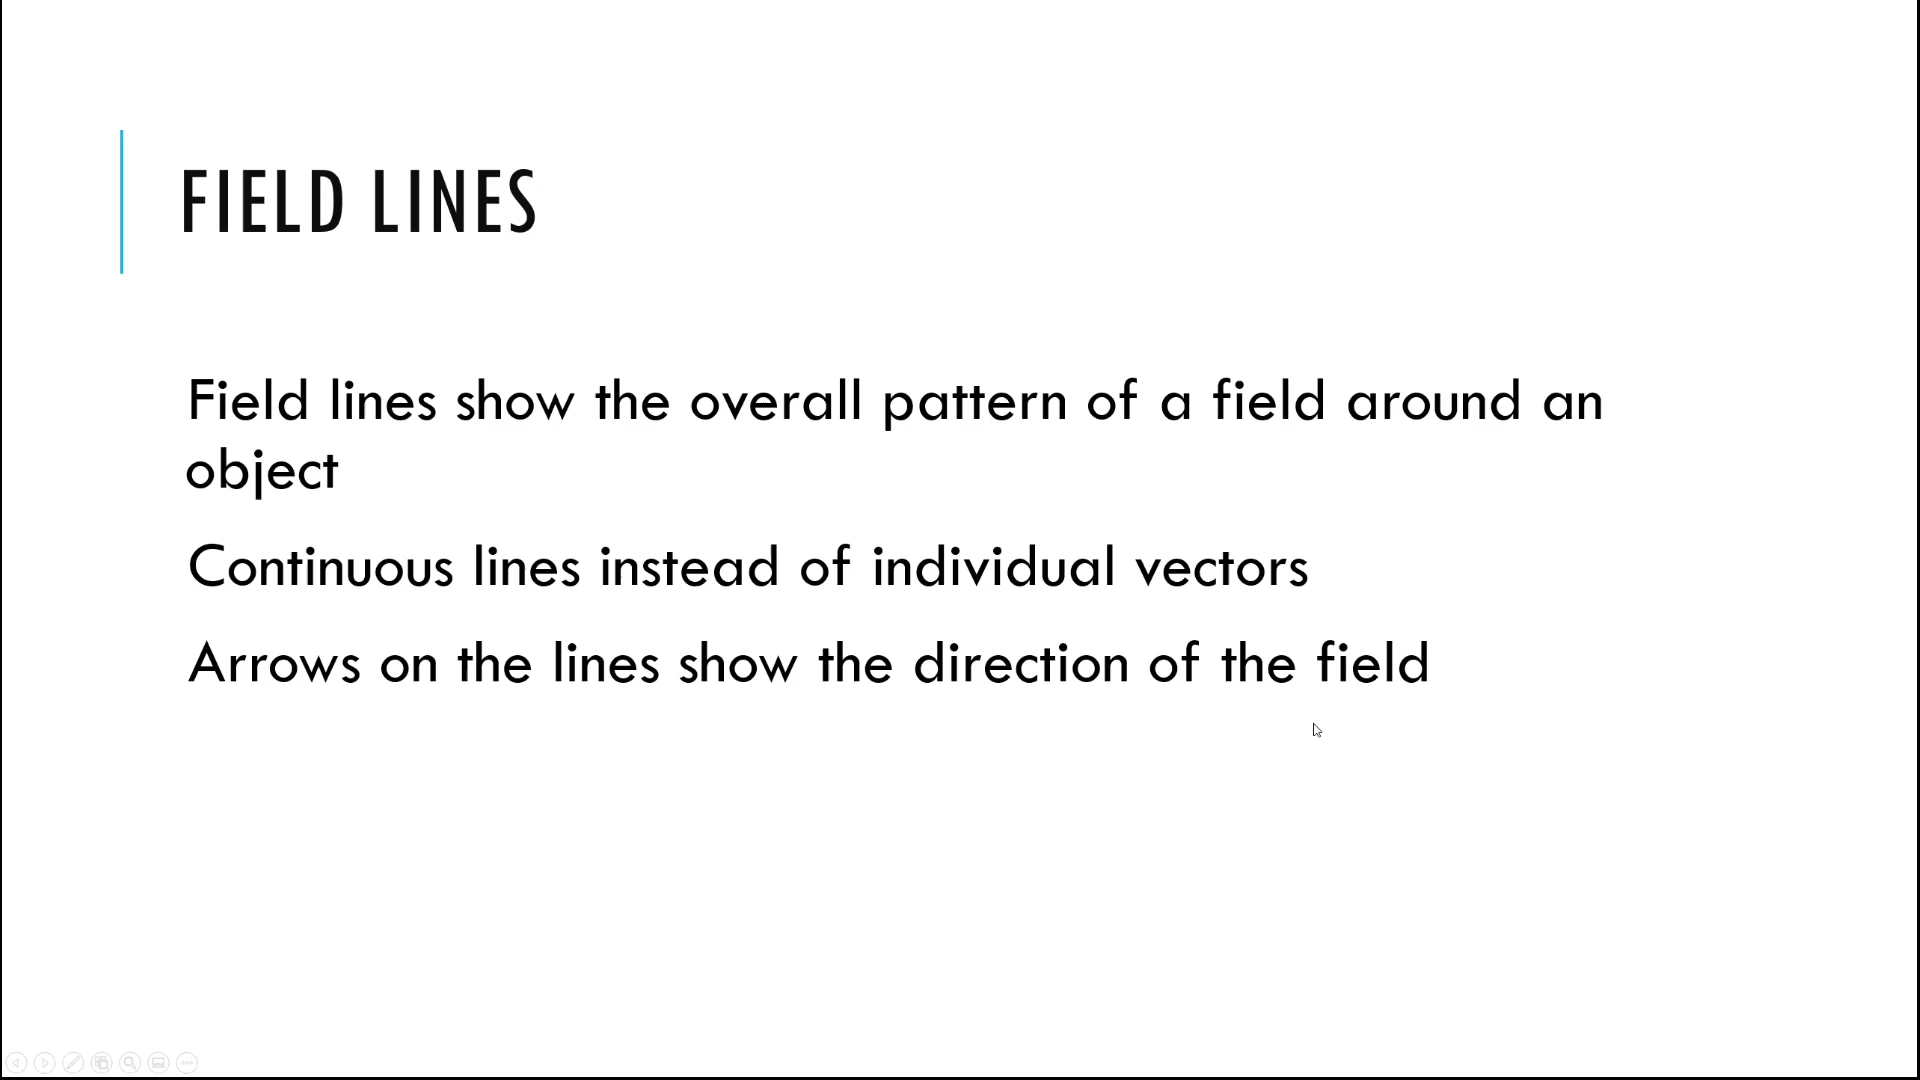 FIELD LINES
Field lines show the overall pattern of a field around an
object
Continuous lines instead of individual vectors
Arrows on the lines show the direction of the field